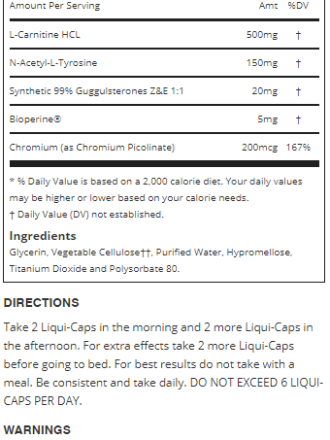 Amount Per Serving Amt %DV
L-Carnitine HCL 500mg †
N-Acetyl-L-Tyrosine 150mg †
Synthetic 99% Guggulsterones Z&E 1:1 20mg †
Bioperine® 5mg †
Chromium (as Chromium Picolinate) 200mcg 167%
* % Daily Value is based on a 2,000 calorie diet. Your daily values
may be higher or lower based on your calorie needs.
† Daily Value (DV) not established.
Ingredients
Glycerin, Vegetable Cellulose††, Purified Water, Hypromellose,
Titanium Dioxide and Polysorbate 80.
DIRECTIONS
Take 2 Liqui-Caps in the morning and 2 more Liqui-Caps in
the afternoon. For extra effects take 2 more Liqui-Caps
before going to bed. For best results do not take with a
meal. Be consistent and take daily. DO NOT EXCEED 6 LIQUI-
CAPS PER DAY.
WARNINGS